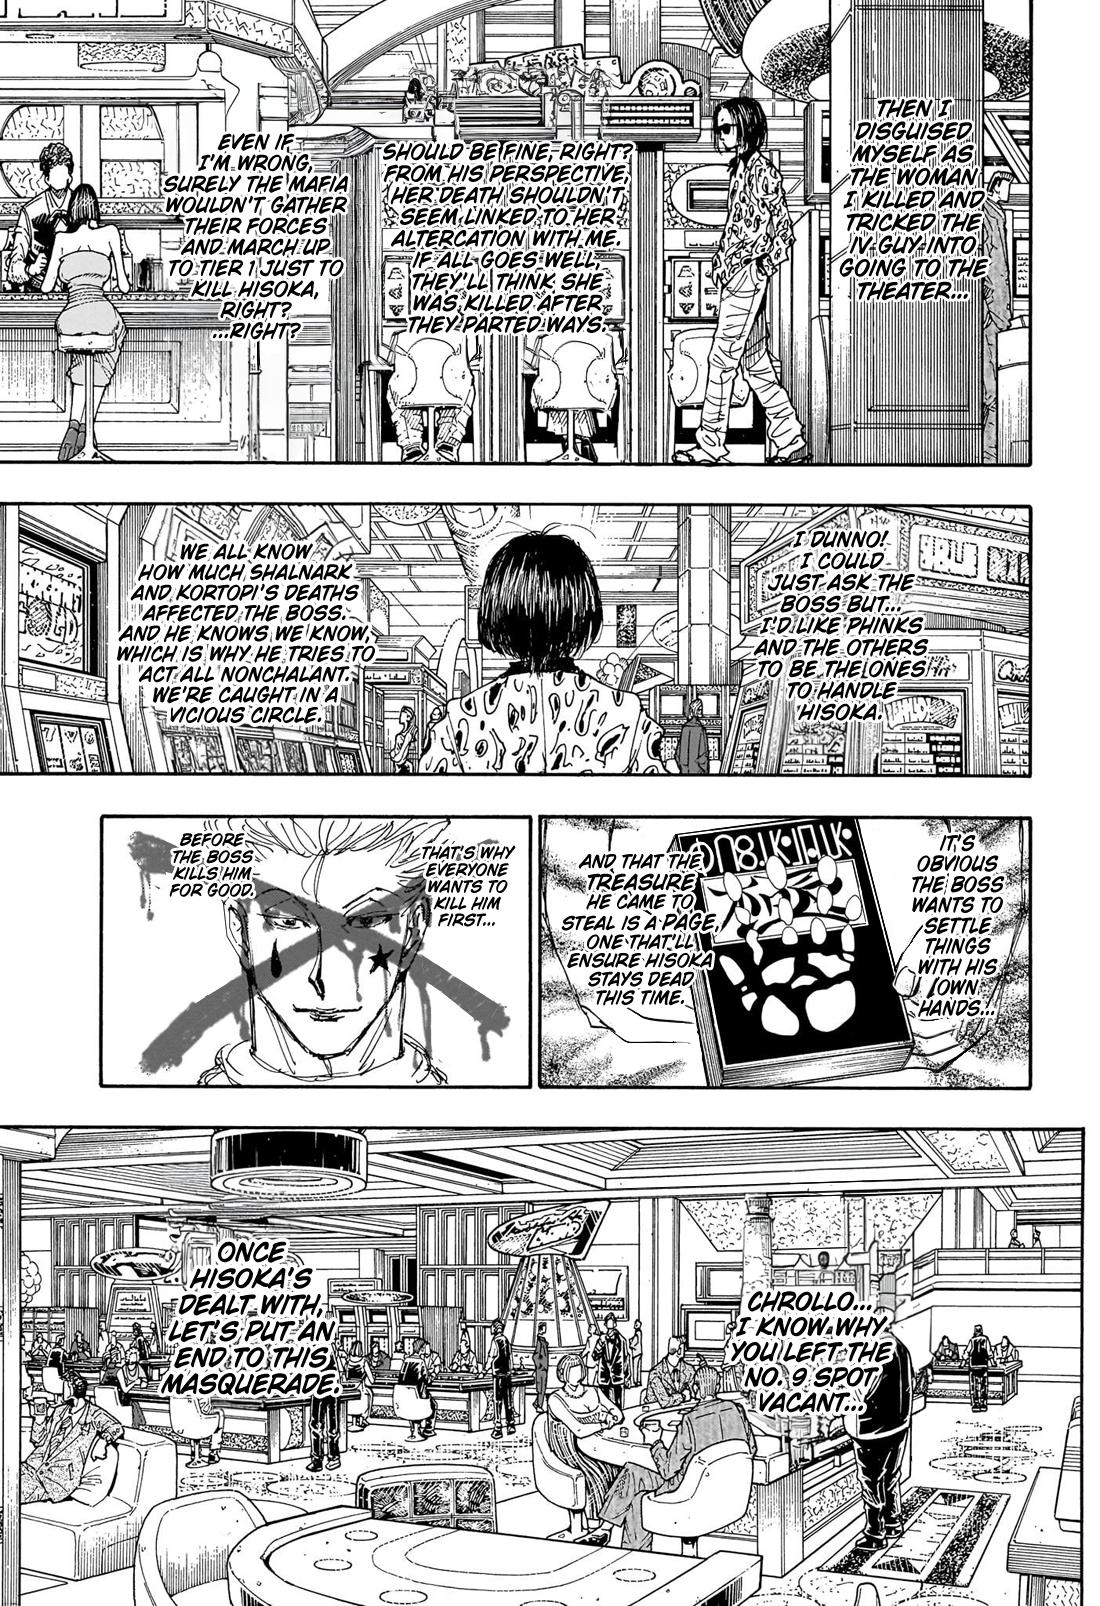 THEN I
DISGUISED
MYSELF AS
THE WOMAN
I KILLED AND
TRICKED THE
IV GUY INTO
GOING TO THE
THEATER...
SHOULD BE FINE, RIGHT?
FROM HIS PERSPECTIVE,
HER DEATH SHOULDN'T
SEEM LINKED TO HER
ALTERCATION WITH ME.
IF ALL GOES WELL,
THEY'LL THINK SHE
WAS KILLED AFTER
THEY PARTED WAYS.
EVEN IF
I'M WRONG,
SURELY THE MAFIA
WOULDN'T GATHER
THEIR FORCES
AND MARCH UP
TO TIER 1 JUST TO
KILL HISOKA,
RIGHT?
...RIGHT?
I DUNNO!
I COULD
JUST ASK THE
BOSS BUT...
I'D LIKE PHINKS
AND THE OTHERS
TO BE THE ONES
TO HANDLE
HISOKA.
WE ALL KNOW
HOW MUCH SHALNARK
AND KORTOPI'S DEATHS
AFFECTED THE BOSS.
AND HE KNOWS WE KNOW,
WHICH IS WHY HE TRIES TO
ACT ALL NONCHALANT.
WE'RE CAUGHT IN A
VICIOUS CIRCLE.
IT'S
OBVIOUS
THE BOSS
WANTS TO
SETTLE
THINGS
WITH HIS
OWN
HANDS...
AND THAT THE
TREASURE
HE CAME TO
STEAL IS A PAGE,
ONE THAT'LL
ENSURE HISOKA
STAYS DEAD
THIS TIME.
THAT'S WHY
EVERYONE
WANTS TO
KILL HIM
FIRST...
BEFORE
THE BOSS
KILLS HIM
FOR GOOD.
CHROLLO...
I KNOW WHY
YOU LEFT THE
NO. 9 SPOT
VACANT...
ONCE
HISOKA'S
DEALT WITH,
LET'S PUT AN
END TO THIS
MASQUERADE.